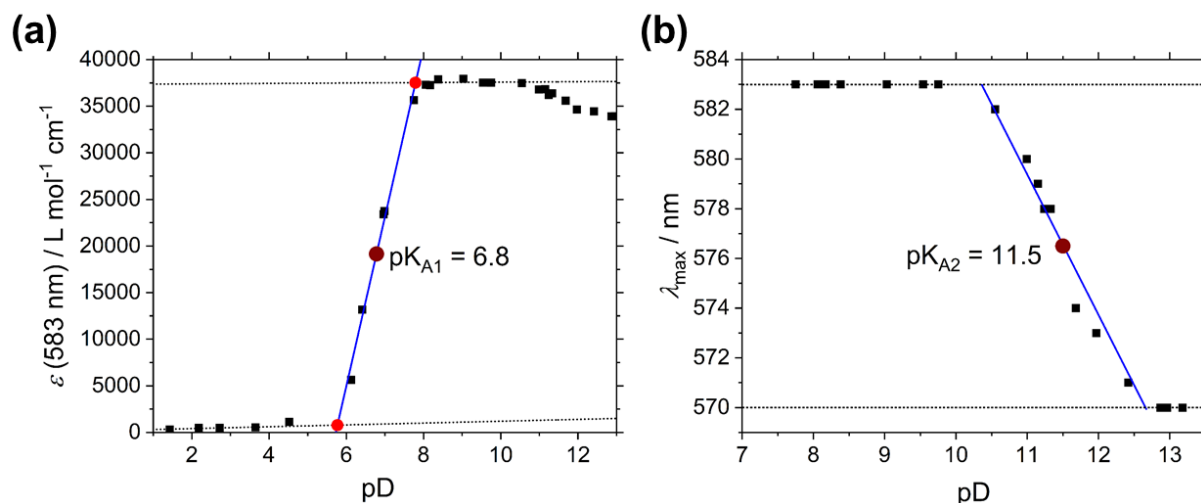 (a)
40000
35000
30000
25000
20000
15000
10000
5000
0
ε (583 nm) / L mol⁻¹ cm⁻¹
pK_A1 = 6.8
2 4 6 8 10 12
pD
(b)
584
582
580
578
576
574
572
570
λmax / nm
pK_A2 = 11.5
7 8 9 10 11 12 13
pD